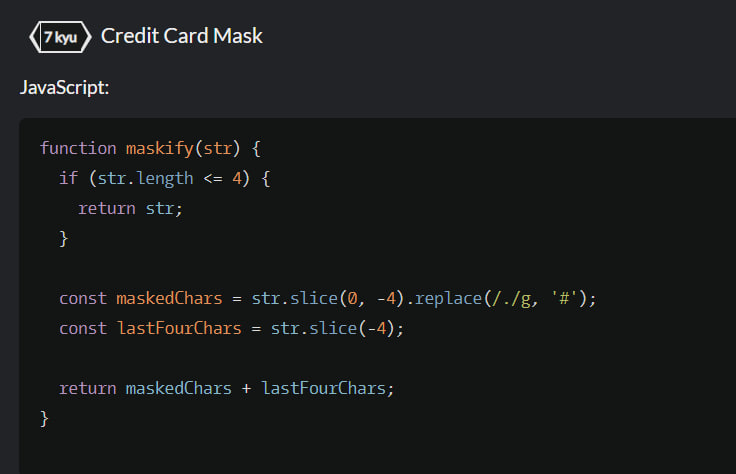 7 kyu Credit Card Mask
JavaScript:
function maskify(str) {
  if (str.length <= 4) {
    return str;
  }
  const maskedChars = str.slice(0, -4).replace(/./g, '#');
  const lastFourChars = str.slice(-4);
  return maskedChars + lastFourChars;
}